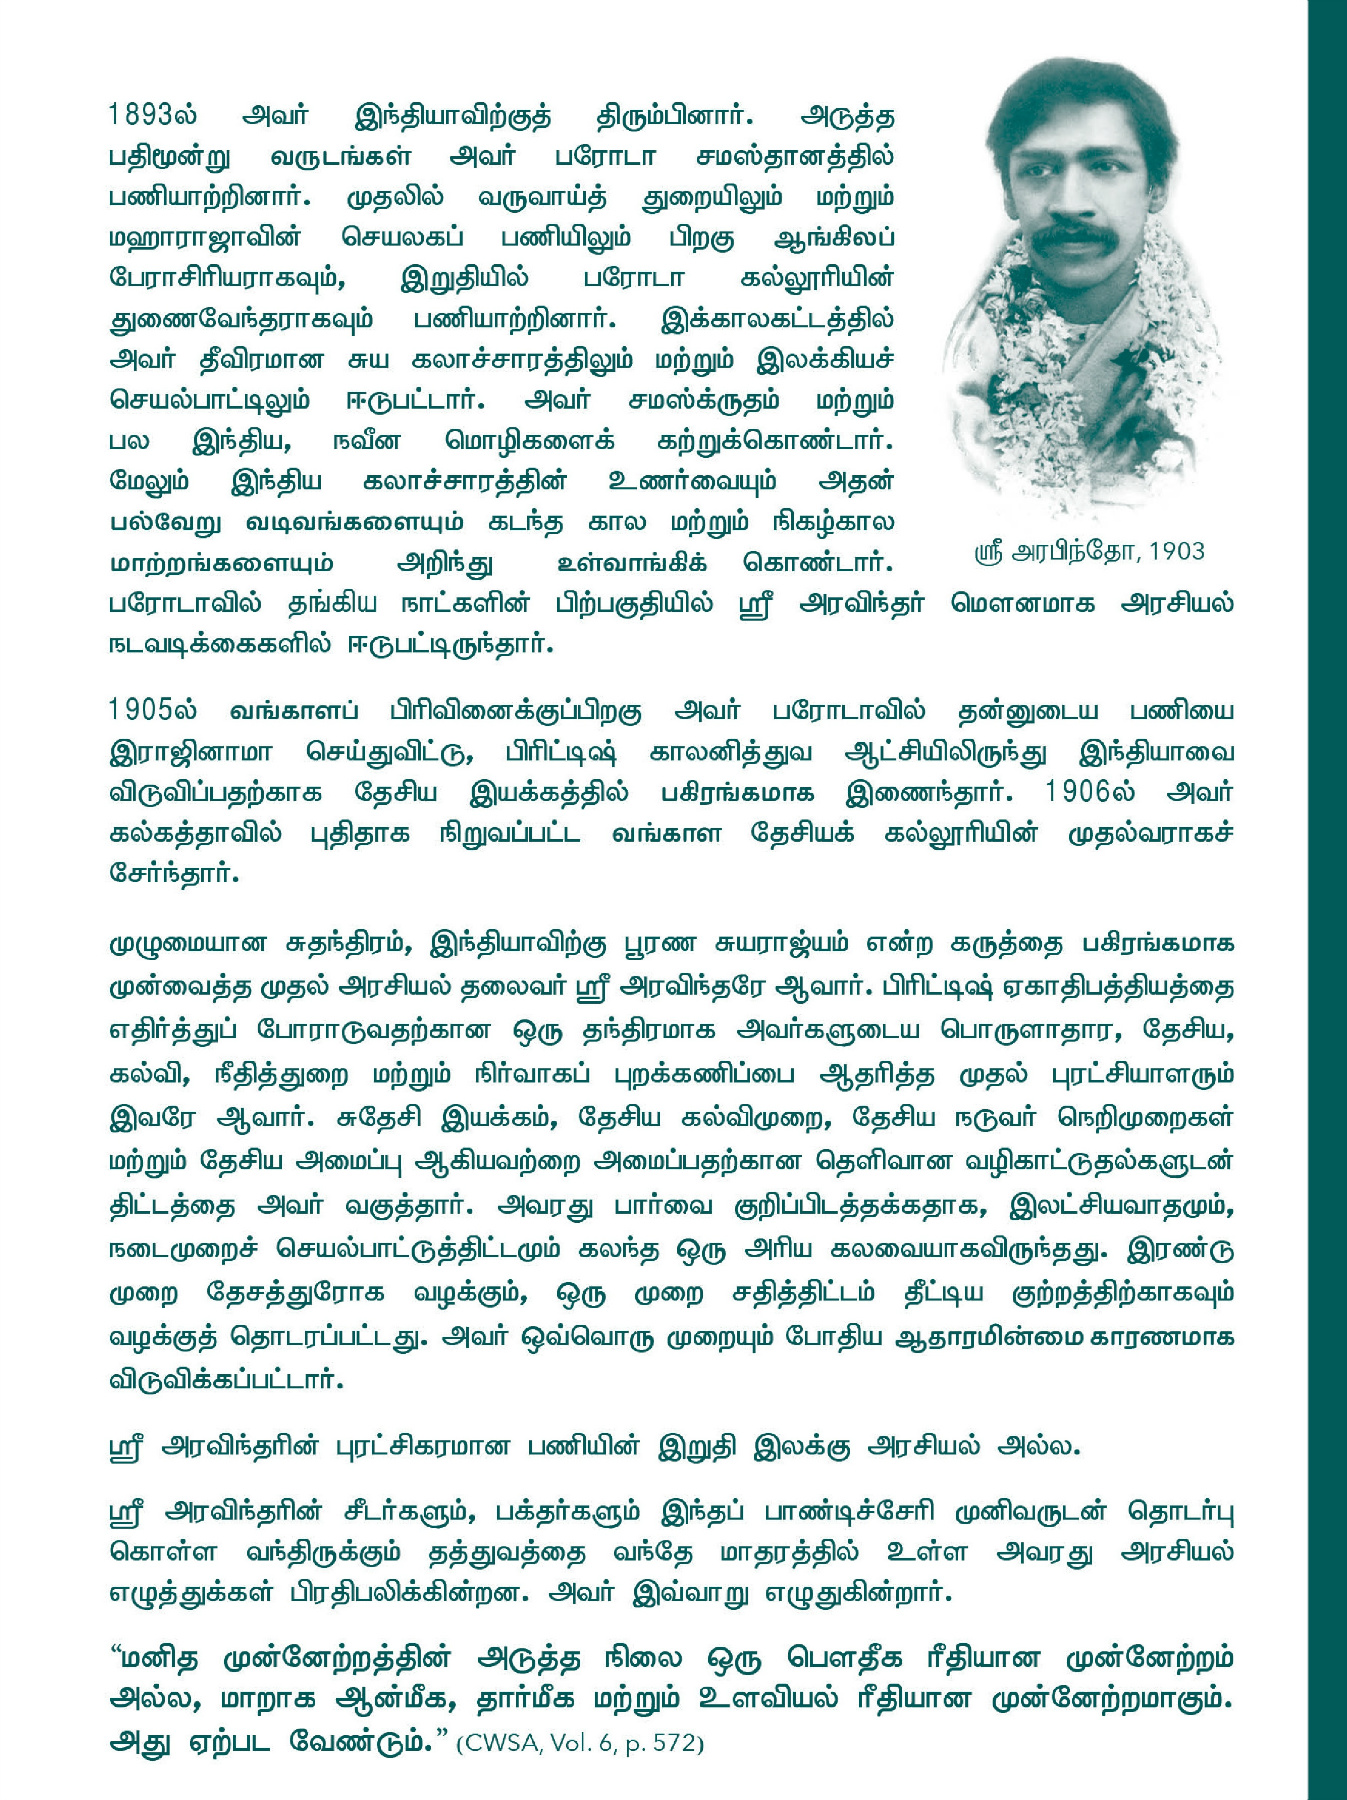 1893ல் அவர் இந்தியாவிற்குத் திரும்பினார். அடுத்த
பதிமூன்று வருடங்கள் அவர் பரோடா சமஸ்தானத்தில்
பணியாற்றினார். முதலில் வருவாய்த் துறையிலும் மற்றும்
மஹாராஜாவின் செயலகப் பணியிலும் பிறகு ஆங்கிலப்
பேராசிரியராகவும், இறுதியில் பரோடா கல்லூரியின்
துணைவேந்தராகவும் பணியாற்றினார். இக்காலகட்டத்தில்
அவர் தீவிரமான சுய கலாச்சாரத்திலும் மற்றும் இலக்கியச்
செயல்பாட்டிலும் ஈடுபட்டார். அவர் சமஸ்க்ருதம் மற்றும்
பல இந்திய, நவீன மொழிகளைக் கற்றுக்கொண்டார்.
மேலும் இந்திய கலாச்சாரத்தின் உணர்வையும் அதன்
பல்வேறு வடிவங்களையும் கடந்த கால மற்றும் நிகழ்கால
மாற்றங்களையும் அறிந்து உள்வாங்கிக் கொண்டார்.
ஸ்ரீ அரபிந்தோ, 1903
பரோடாவில் தங்கிய நாட்களின் பிற்பகுதியில் ஸ்ரீ அரவிந்தர் மௌனமாக அரசியல்
நடவடிக்கைகளில் ஈடுபட்டிருந்தார்.
1905ல் வங்காளப் பிரிவினைக்குப்பிறகு அவர் பரோடாவில் தன்னுடைய பணியை
இராஜினாமா செய்துவிட்டு, பிரிட்டிஷ் காலனித்துவ ஆட்சியிலிருந்து இந்தியாவை
விடுவிப்பதற்காக தேசிய இயக்கத்தில் பகிரங்கமாக இணைந்தார். 1906ல் அவர்
கல்கத்தாவில் புதிதாக நிறுவப்பட்ட வங்காள தேசியக் கல்லூரியின் முதல்வராகச்
சேர்ந்தார்.
முழுமையான சுதந்திரம், இந்தியாவிற்கு பூரண சுயராஜ்யம் என்ற கருத்தை பகிரங்கமாக
முன்வைத்த முதல் அரசியல் தலைவர் ஸ்ரீ அரவிந்தரே ஆவார். பிரிட்டிஷ் ஏகாதிபத்தியத்தை
எதிர்த்துப் போராடுவதற்கான ஒரு தந்திரமாக அவர்களுடைய பொருளாதார, தேசிய,
கல்வி, நீதித்துறை மற்றும் நிர்வாகப் புறக்கணிப்பை ஆதரித்த முதல் புரட்சியாளரும்
இவரே ஆவார். சுதேசி இயக்கம், தேசிய கல்விமுறை, தேசிய நடுவர் நெறிமுறைகள்
மற்றும் தேசிய அமைப்பு ஆகியவற்றை அமைப்பதற்கான தெளிவான வழிகாட்டுதல்களுடன்
திட்டத்தை அவர் வகுத்தார். அவரது பார்வை குறிப்பிடத்தக்கதாக, இலட்சியவாதமும்,
நடைமுறைச் செயல்பாட்டுத்திட்டமும் கலந்த ஒரு அரிய கலவையாகவிருந்தது. இரண்டு
முறை தேசத்துரோக வழக்கும், ஒரு முறை சதித்திட்டம் தீட்டிய குற்றத்திற்காகவும்
வழக்குத் தொடரப்பட்டது. அவர் ஒவ்வொரு முறையும் போதிய ஆதாரமின்மை காரணமாக
விடுவிக்கப்பட்டார்.
ஸ்ரீ அரவிந்தரின் புரட்சிகரமான பணியின் இறுதி இலக்கு அரசியல் அல்ல.
ஸ்ரீ அரவிந்தரின் சீடர்களும், பக்தர்களும் இந்தப் பாண்டிச்சேரி முனிவருடன் தொடர்பு
கொள்ள வந்திருக்கும் தத்துவத்தை வந்தே மாதரத்தில் உள்ள அவரது அரசியல்
எழுத்துக்கள் பிரதிபலிக்கின்றன. அவர் இவ்வாறு எழுதுகின்றார்.
“மனித முன்னேற்றத்தின் அடுத்த நிலை ஒரு பௌதீக ரீதியான முன்னேற்றம்
அல்ல, மாறாக ஆன்மீக, தார்மீக மற்றும் உளவியல் ரீதியான முன்னேற்றமாகும்.
அது ஏற்பட வேண்டும்.” (CWSA, Vol. 6, p. 572)